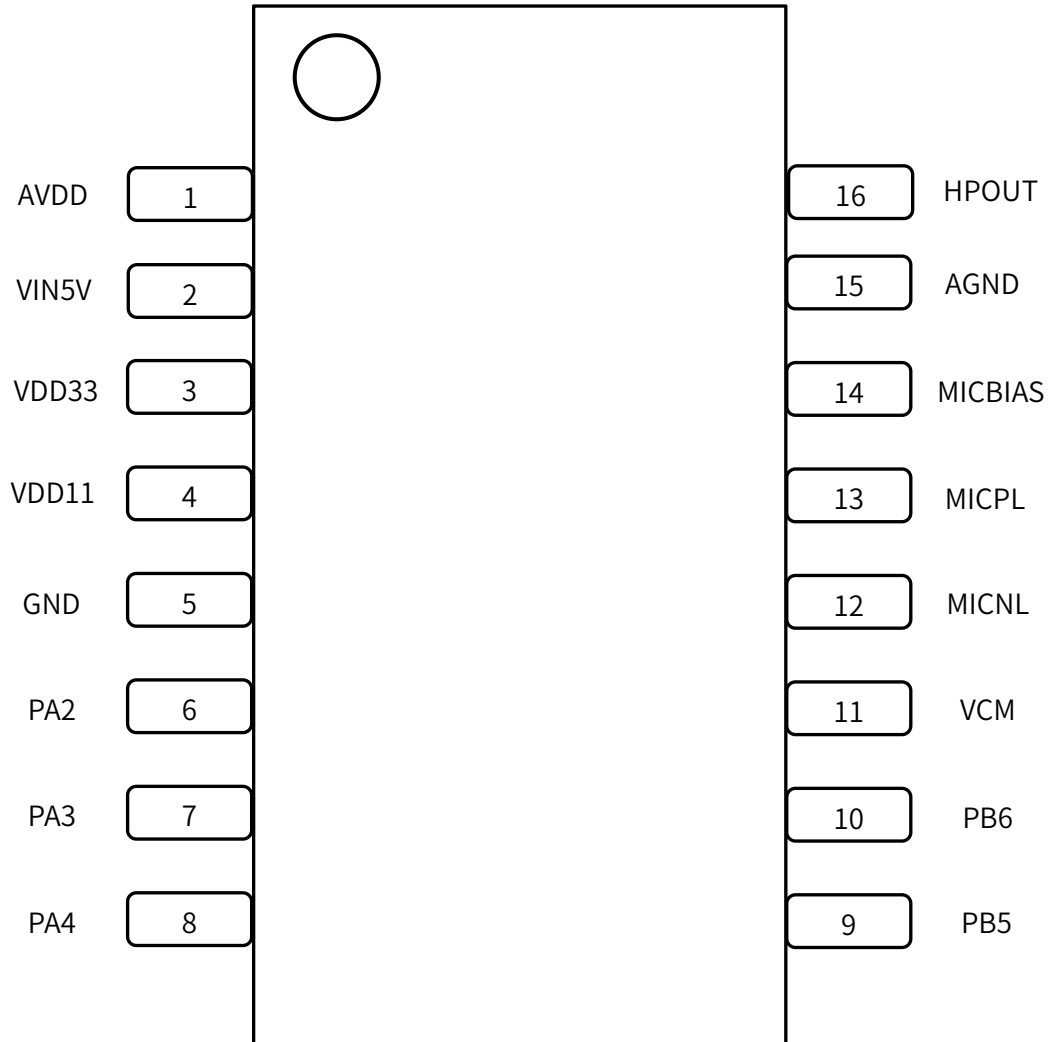 AVDD 1 16 HPOUT
VIN5V 2 15 AGND
VDD33 3 14 MICBIAS
VDD11 4 13 MICPL
GND 5 12 MICNL
PA2 6 11 VCM
PA3 7 10 PB6
PA4 8 9 PB5